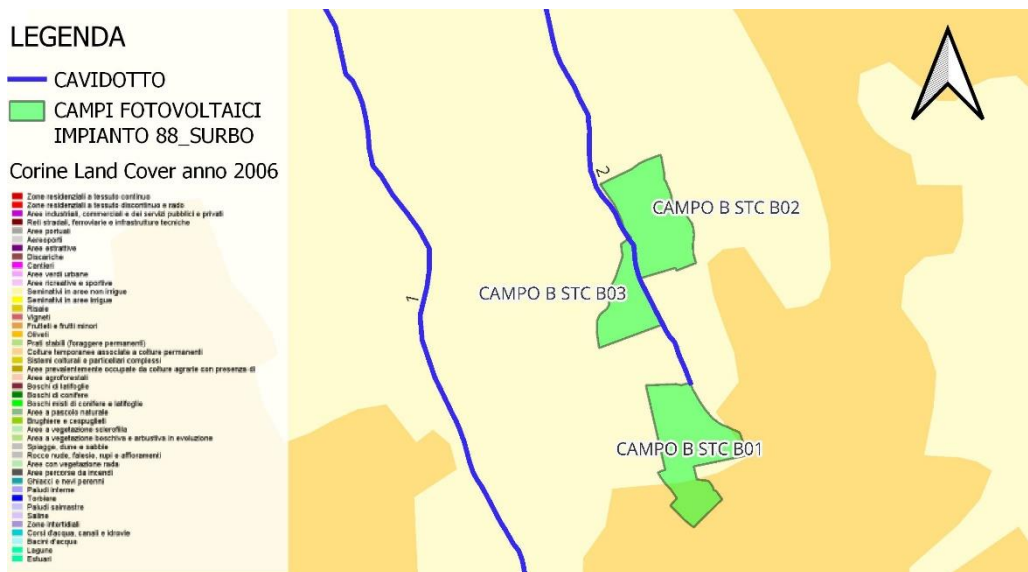 LEGENDA
CAVIDOTTO
CAMPI FOTOVOLTAICI
IMPIANTO 88_SURBO
Corine Land Cover anno 2006
Zone residenziali a tessuto continuo
Zone residenziali a tessuto discontinuo e rado
Aree industriali, commerciali e dei servizi pubblici e privati
Reti stradali, ferroviarie e infrastrutture tecniche
Aree portuali
Aeroporti
Aree estrattive
Discariche
Cantieri
Aree verdi urbane
Aree ricreative e sportive
Seminativi in aree non irrigue
Seminativi in aree irrigue
Risaie
Vigneti
Frutteti e frutti minori
Oliveti
Prati stabili (foraggere permanenti)
Colture temporanee associate a colture permanenti
Sistemi colturali e particellari complessi
Aree prevalentemente occupate da colture agrarie con presenza di
Aree agroforestali
Boschi di latifoglie
Boschi di conifere
Boschi misti di conifere e latifoglie
Aree a pascolo naturale
Brughiere e cespuglieti
Aree a vegetazione sclerofilla
Area a vegetazione boschiva e arbustiva in evoluzione
Spiagge, dune e sabbie
Rocce nude, falesie, rupi e affioramenti
Aree con vegetazione rada
Aree percorse da incendi
Ghiacci e nevi perenni
Paludi interne
Torbiere
Paludi salmastre
Saline
Zone intertidali
Corsi d'acqua, canali e idrovie
Bacini d'acqua
Lagune
Estuari
2
CAMPO B STC B02
CAMPO B STC B03
1
CAMPO B STC B01